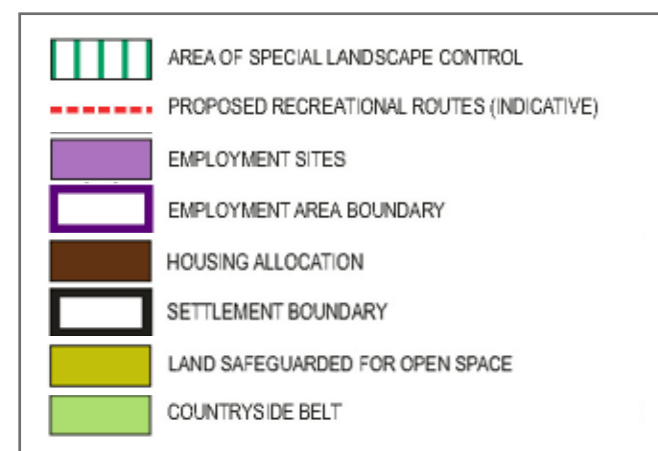 AREA OF SPECIAL LANDSCAPE CONTROL
PROPOSED RECREATIONAL ROUTES (INDICATIVE)
EMPLOYMENT SITES
EMPLOYMENT AREA BOUNDARY
HOUSING ALLOCATION
SETTLEMENT BOUNDARY
LAND SAFEGUARDED FOR OPEN SPACE
COUNTRYSIDE BELT